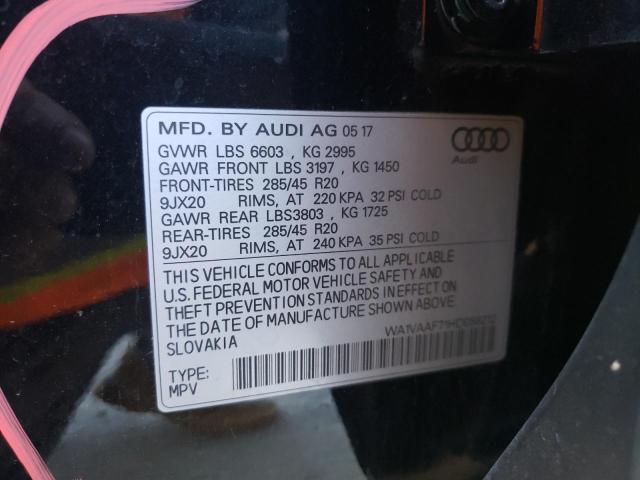 MFD. BY AUDI AG 05 17
GVWR LBS 6603 , KG 2995
GAWR FRONT LBS 3197 , KG 1450
FRONT-TIRES 285/45 R20
9JX20 RIMS, AT 220 KPA 32 PSI COLD
GAWR REAR LBS3803 , KG 1725
REAR-TIRES 285/45 R20
9JX20 RIMS, AT 240 KPA 35 PSI COLD
Audi
THIS VEHICLE CONFORMS TO ALL APPLICABLE
U.S. FEDERAL MOTOR VEHICLE SAFETY AND
THEFT PREVENTION STANDARDS IN EFFECT ON
THE DATE OF MANUFACTURE SHOWN ABOVE
SLOVAKIA
TYPE:
MPV